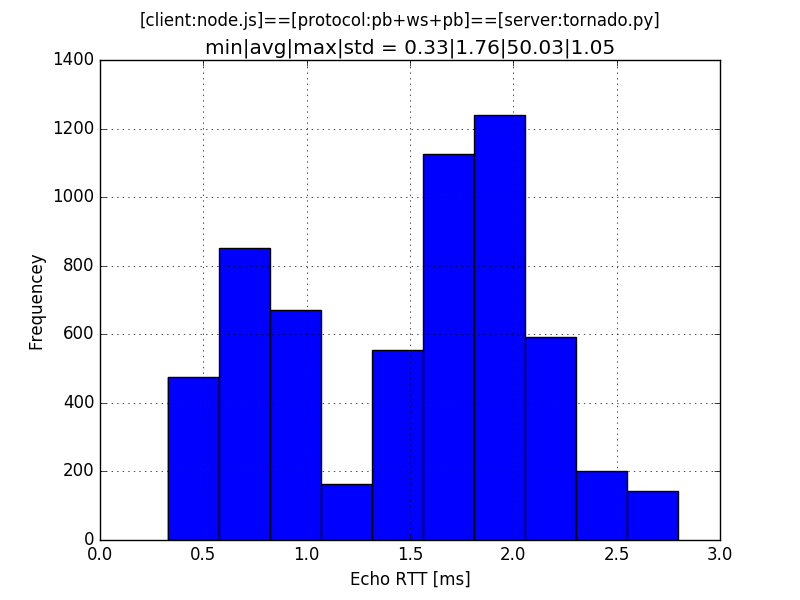 [client:node.js]==[protocol:pb+ws+pb]==[server:tornado.py]
min|avg|max|std = 0.33|1.76|50.03|1.05
1400
1200
1000
800
600
400
200
0
Frequencey
0.0 0.5 1.0 1.5 2.0 2.5 3.0
Echo RTT [ms]